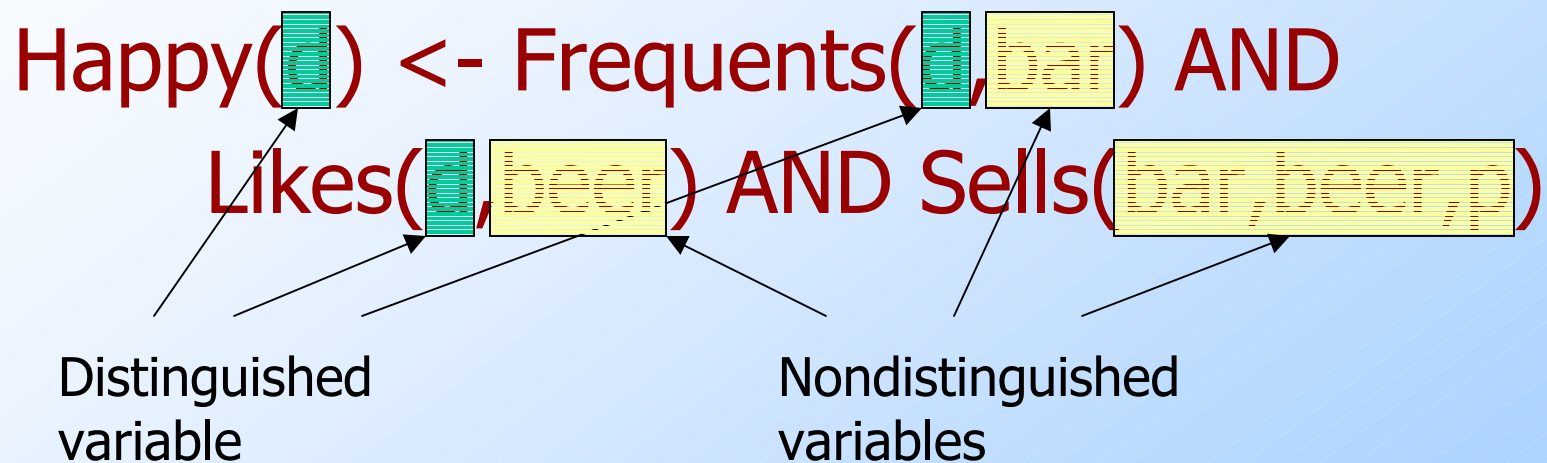 Happy(d) <- Frequents(d,bar) AND
Likes(d,beer) AND Sells(bar,beer,p)
Distinguished
variable
Nondistinguished
variables